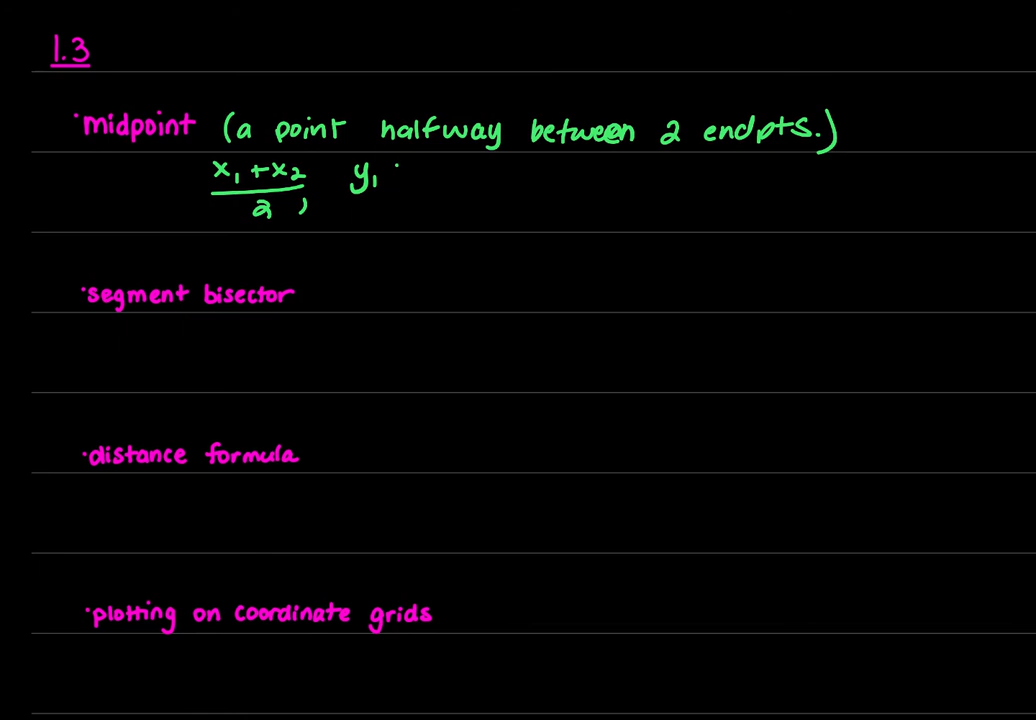 1.3
·midpoint (a point halfway between 2 endpts.)
x₁ + x₂ / 2, y₁
·segment bisector
·distance formula
·plotting on coordinate grids